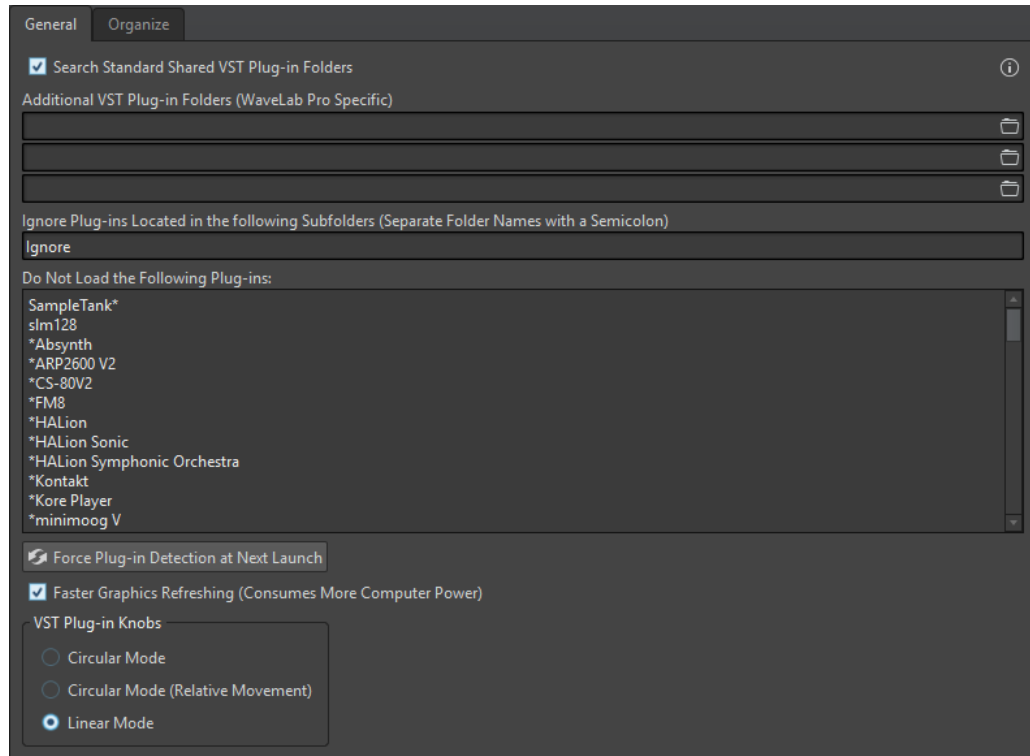 General
Organize
Search Standard Shared VST Plug-in Folders
Additional VST Plug-in Folders (WaveLab Pro Specific)
Ignore Plug-ins Located in the following Subfolders (Separate Folder Names with a Semicolon)
Ignore
Do Not Load the Following Plug-ins:
SampleTank*
slm128
*Absynth
*ARP2600 V2
*CS-80V2
*FM8
*HALion
*HALion Sonic
*HALion Symphonic Orchestra
*Kontakt
*Kore Player
*minimoog V
Force Plug-in Detection at Next Launch
Faster Graphics Refreshing (Consumes More Computer Power)
VST Plug-in Knobs
Circular Mode
Circular Mode (Relative Movement)
Linear Mode